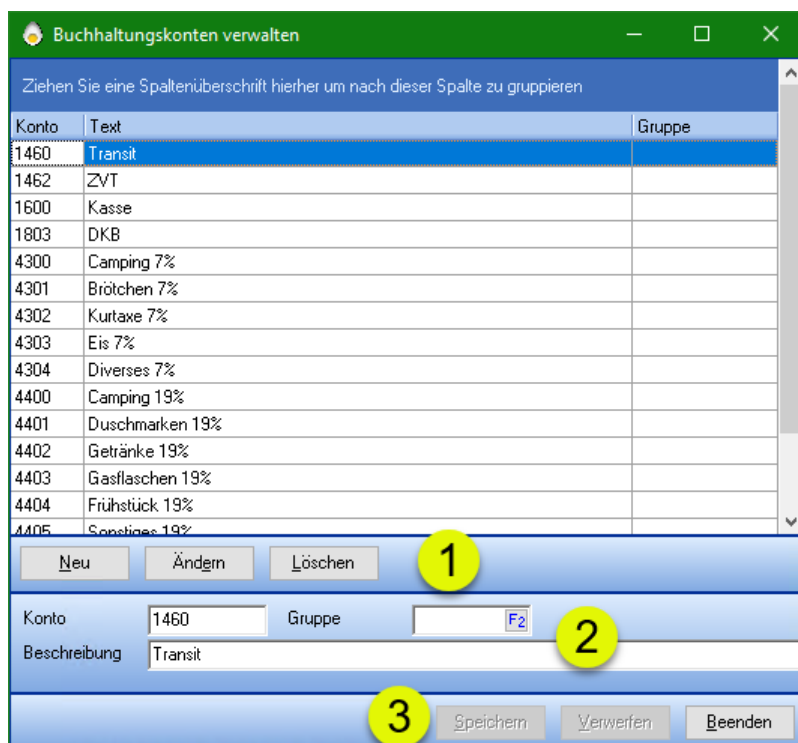 Buchhaltungskonten verwalten
Ziehen Sie eine Spaltenüberschrift hierher um nach dieser Spalte zu gruppieren
Konto Text Gruppe
1460 Transit
1462 ZVT
1600 Kasse
1803 DKB
4300 Camping 7%
4301 Brötchen 7%
4302 Kurtaxe 7%
4303 Eis 7%
4304 Diverses 7%
4400 Camping 19%
4401 Duschmarken 19%
4402 Getränke 19%
4403 Gasflaschen 19%
4404 Frühstück 19%
4405 Sonstiges 19%
Neu Ändern Löschen 1
Konto 1460 Gruppe F2 2
Beschreibung Transit
3 Speichern Verwerfen Beenden